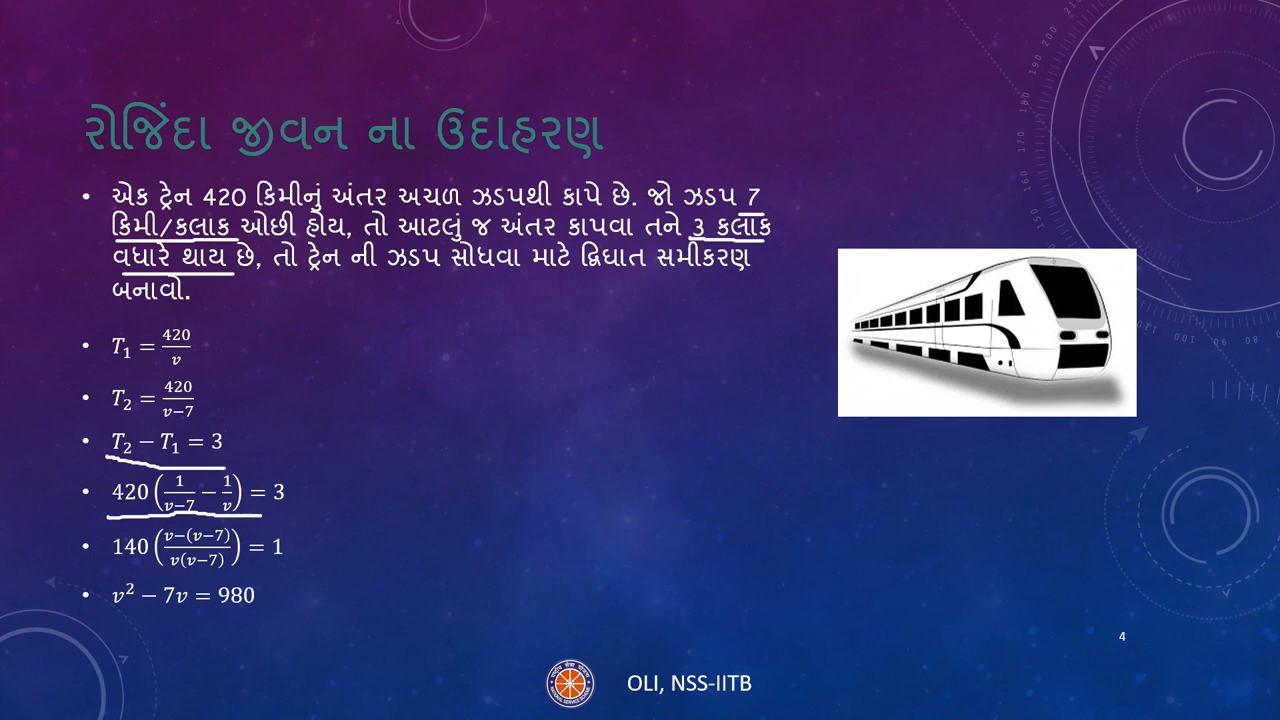 રોજિંદા જીવન ના ઉદાહરણ
• એક ટ્રેન 420 કિમીનું અંતર અચળ ઝડપથી કાપે છે. જો ઝડપ 7
કિમી/કલાક ઓછી હોય, તો આટલું જ અંતર કાપવા તને ૩ કલાક
વધારે થાય છે, તો ટ્રેન ની ઝડપ સોધવા માટે દ્વિઘાત સમીકરણ
બનાવો.
• T₁ = 420/v
• T₂ = 420/(v−7)
• T₂ − T₁ = 3
• 420 (1/(v−7) − 1/v) = 3
• 140 ((v−(v−7))/(v(v−7))) = 1
• v² − 7v = 980
4
OLI, NSS-IITB